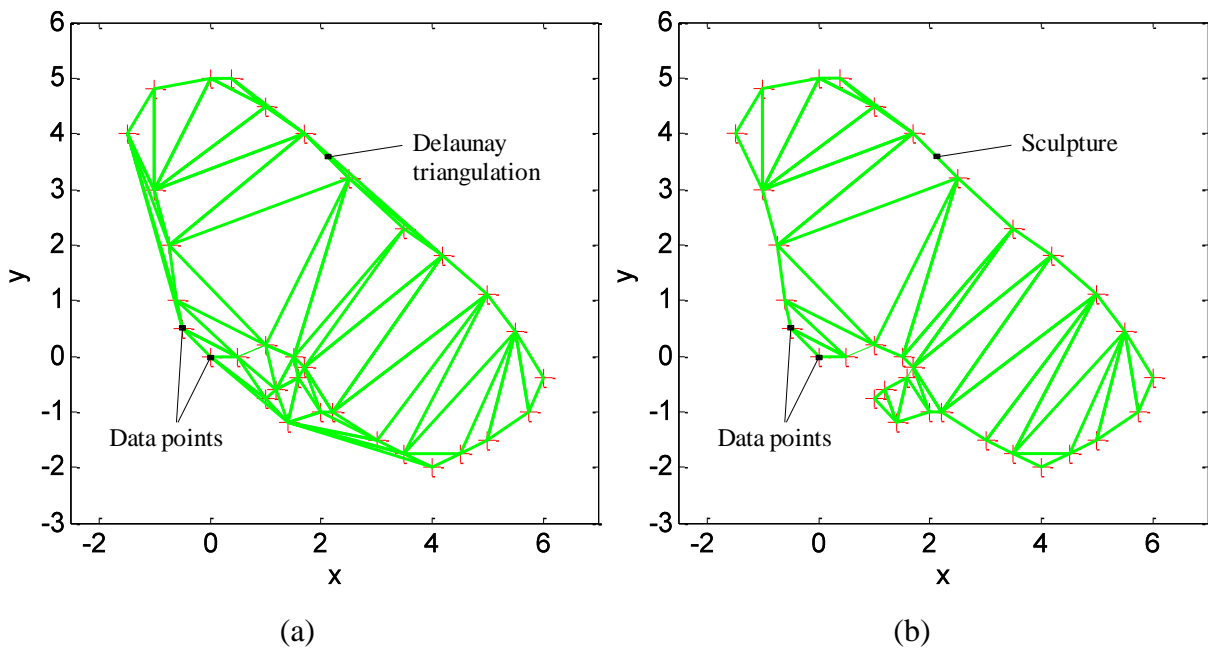 6
5
4
3
2
1
0
-1
-2
-3
y
-2 0 2 4 6
x
Delaunay
triangulation
Data points
(a)
6
5
4
3
2
1
0
-1
-2
-3
y
-2 0 2 4 6
x
Sculpture
Data points
(b)